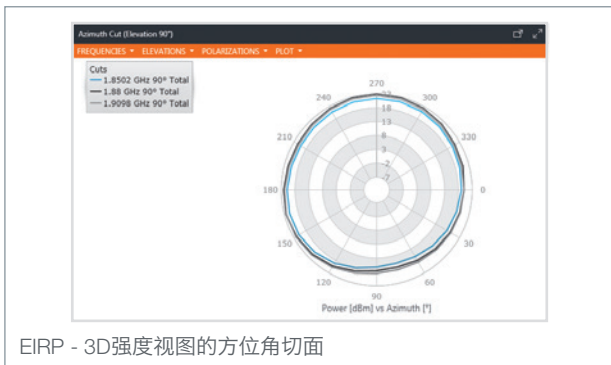 Azimuth Cut (Elevation 90°)
FREQUENCIES ELEVATIONS POLARIZATIONS PLOT
Cuts
1.8502 GHz 90° Total
1.88 GHz 90° Total
1.9098 GHz 90° Total
270
240
300
210
330
180
0
150
30
120
60
90
18
13
8
3
-2
-7
Power [dBm] vs Azimuth [°]
EIRP - 3D强度视图的方位角切面